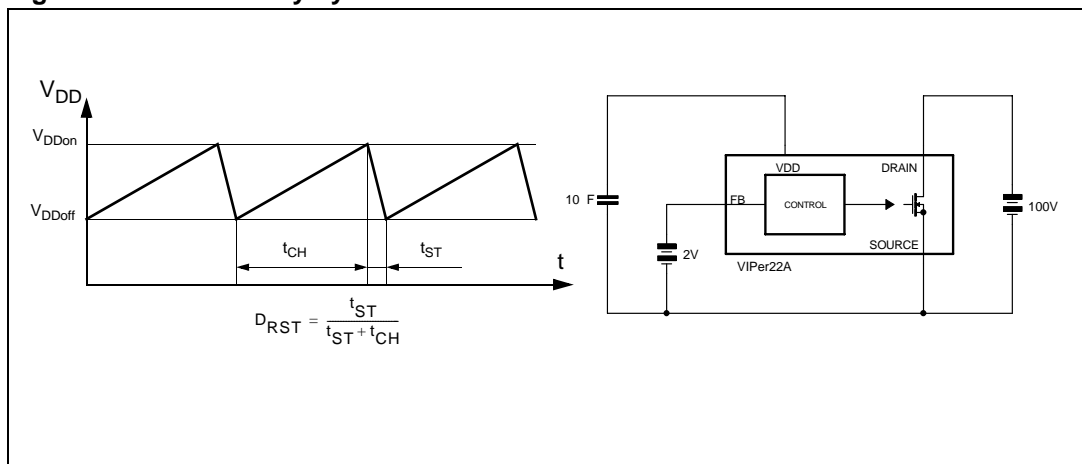 V_DD
V_DDon
V_DDoff
t_CH
t_ST
t
D_RST = t_ST / t_ST + t_CH
VDD
DRAIN
10 F
FB
CONTROL
100V
2V
SOURCE
VIPer22A